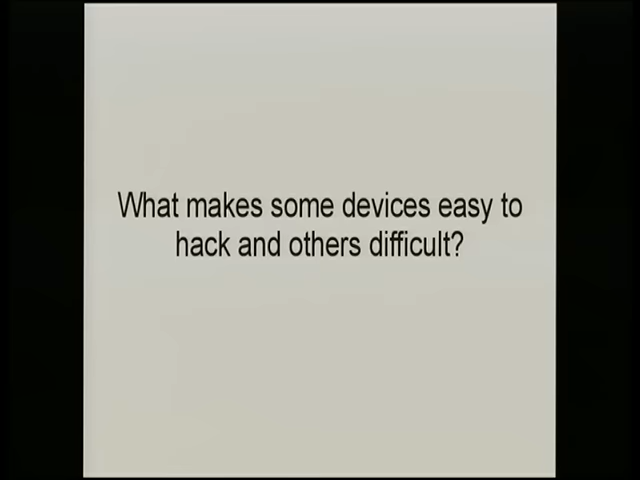 What makes some devices easy to
hack and others difficult?